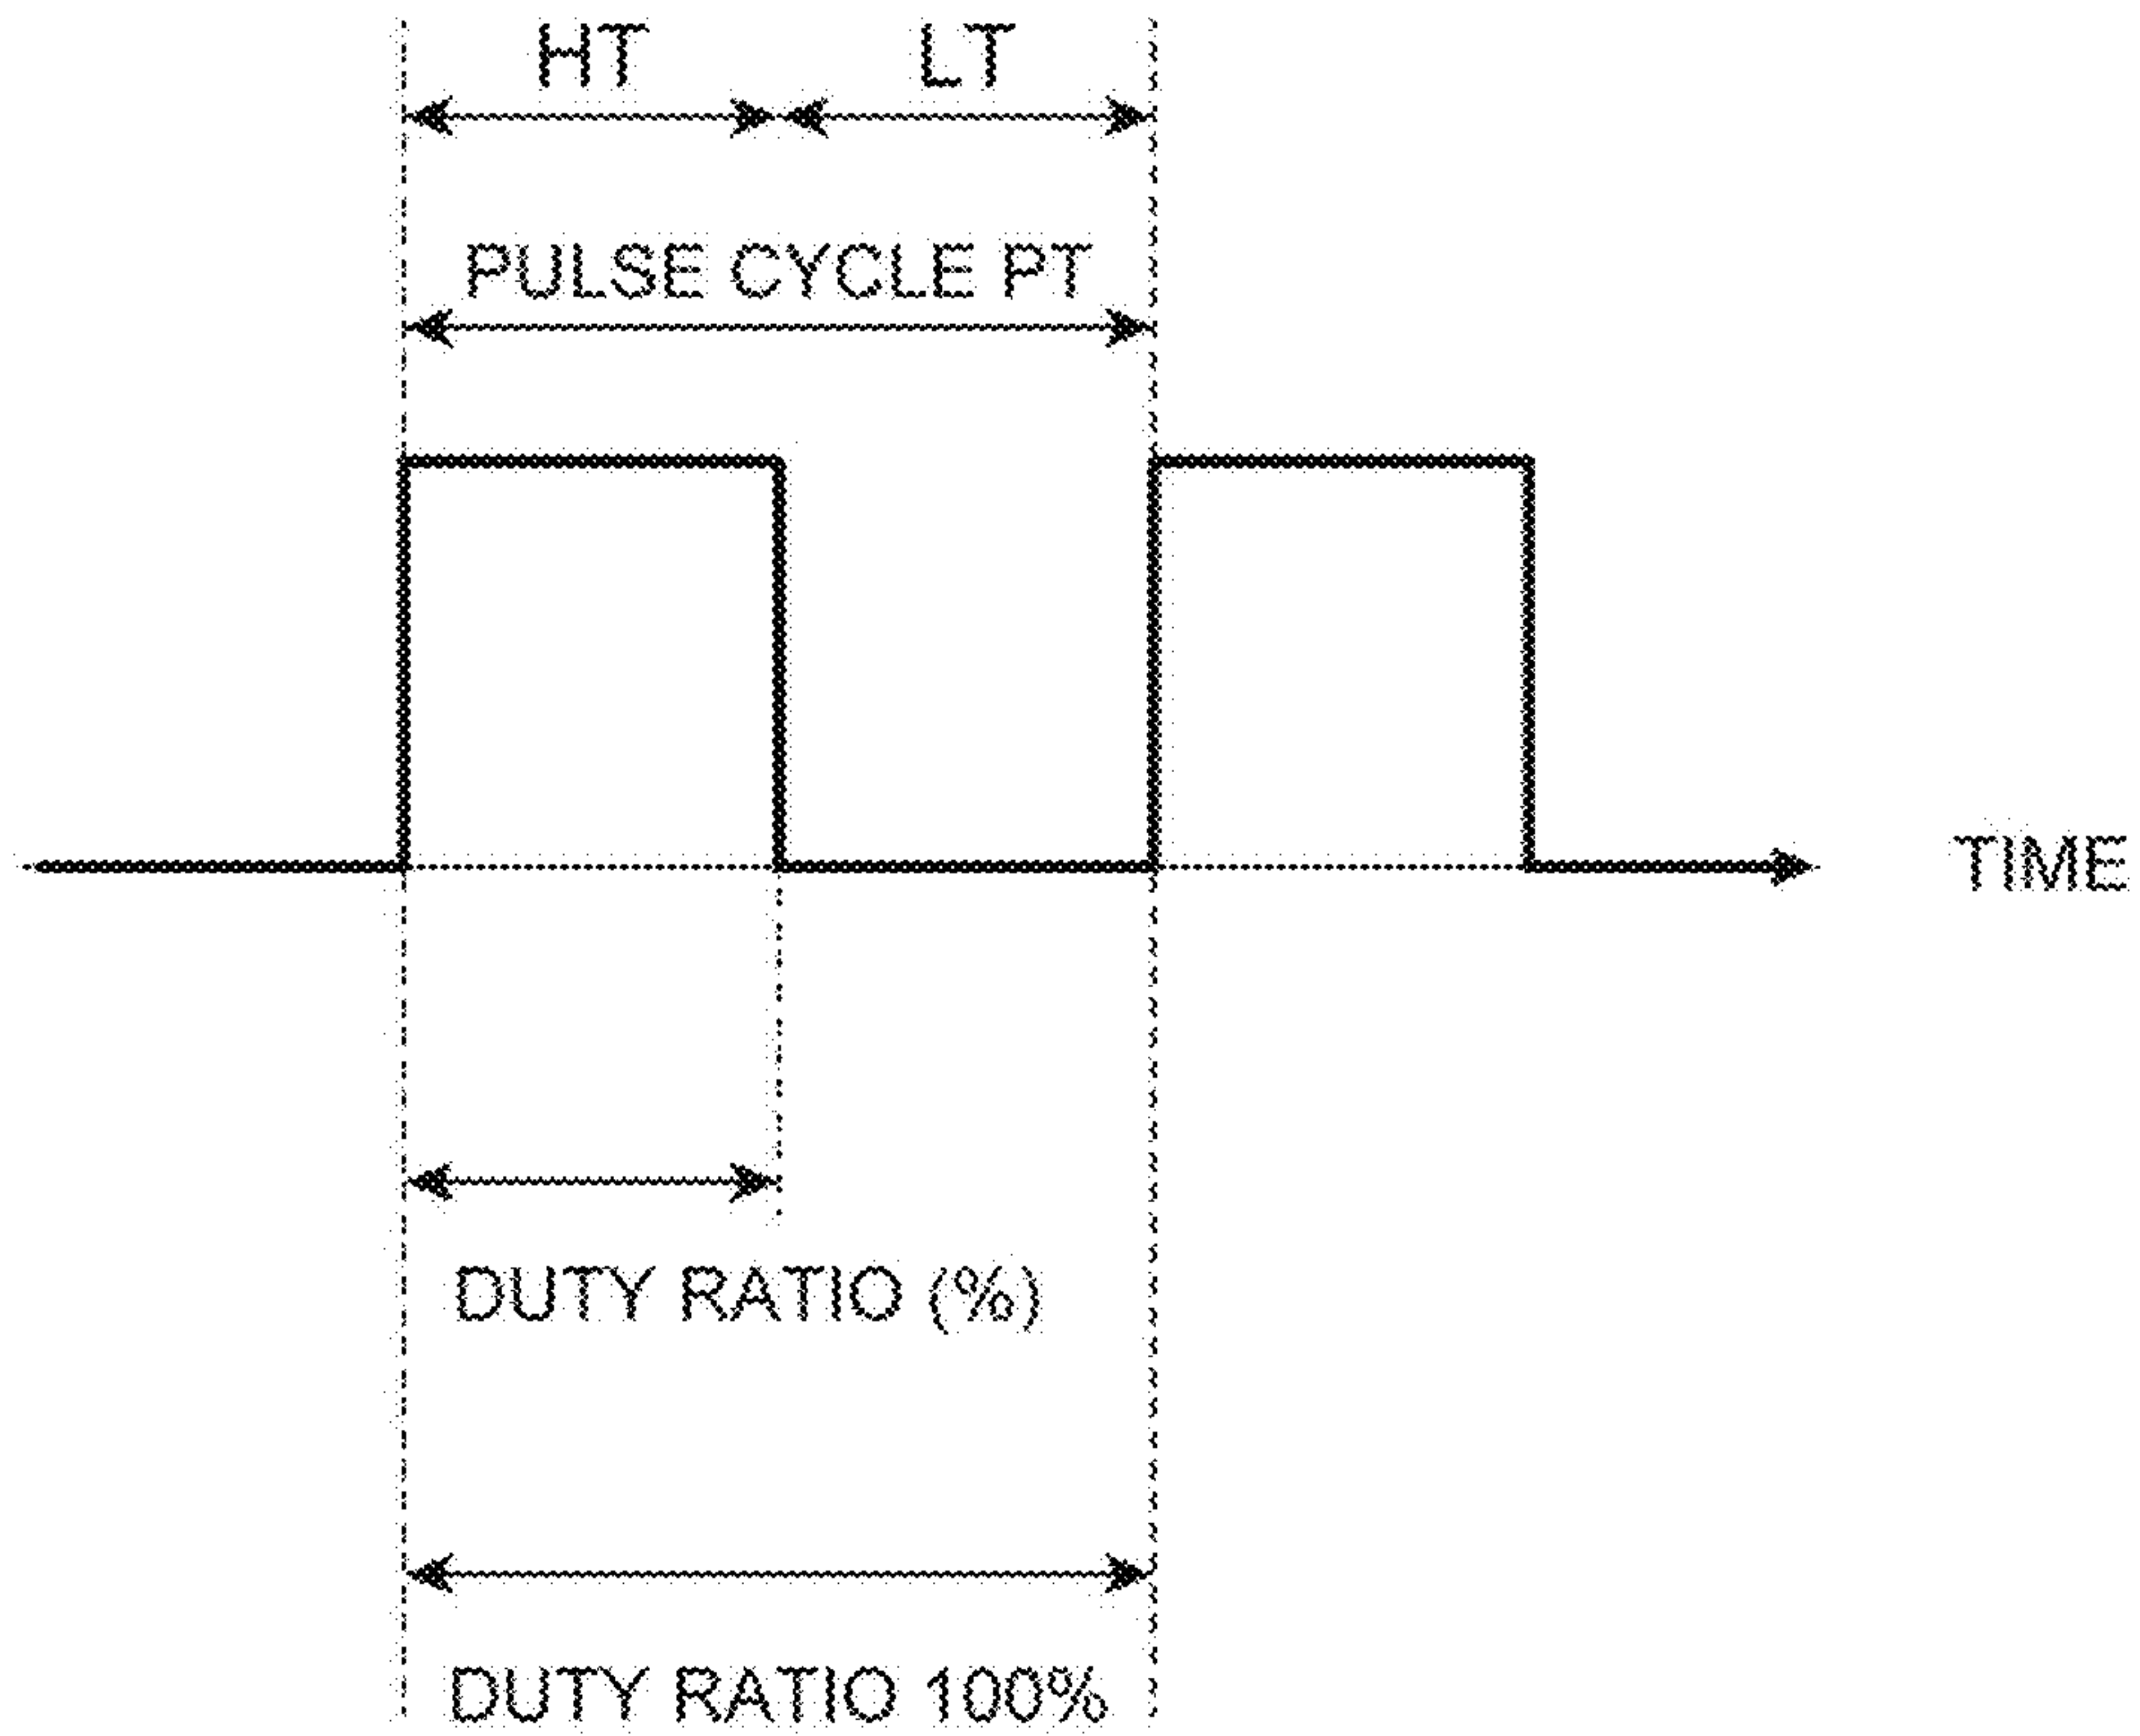 HT LT
PULSE CYCLE PT
TIME
DUTY RATIO (%)
DUTY RATIO 100%